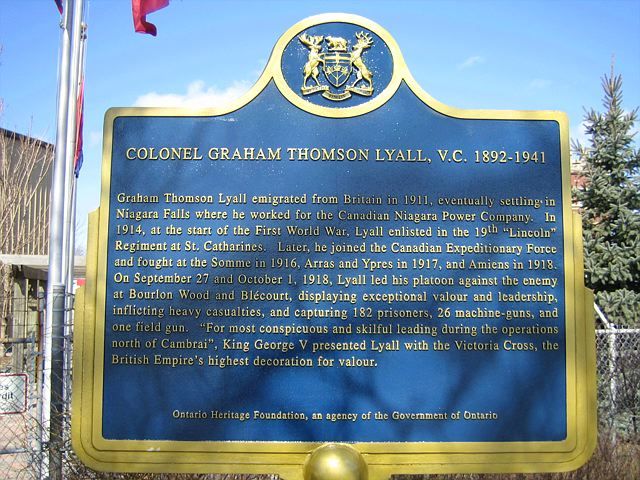 COLONEL GRAHAM THOMSON LYALL, V.C. 1892-1941
Graham Thomson Lyall emigrated from Britain in 1911, eventually settling in
Niagara Falls where he worked for the Canadian Niagara Power Company. In
1914, at the start of the First World War, Lyall enlisted in the 19th "Lincoln"
Regiment at St. Catharines. Later, he joined the Canadian Expeditionary Force
and fought at the Somme in 1916, Arras and Ypres in 1917, and Amiens in 1918.
On September 27 and October 1, 1918, Lyall led his platoon against the enemy
at Bourlon Wood and Blécourt, displaying exceptional valour and leadership,
inflicting heavy casualties, and capturing 182 prisoners, 26 machine-guns, and
one field gun. "For most conspicuous and skilful leading during the operations
north of Cambrai", King George V presented Lyall with the Victoria Cross, the
British Empire's highest decoration for valour.
Ontario Heritage Foundation, an agency of the Government of Ontario